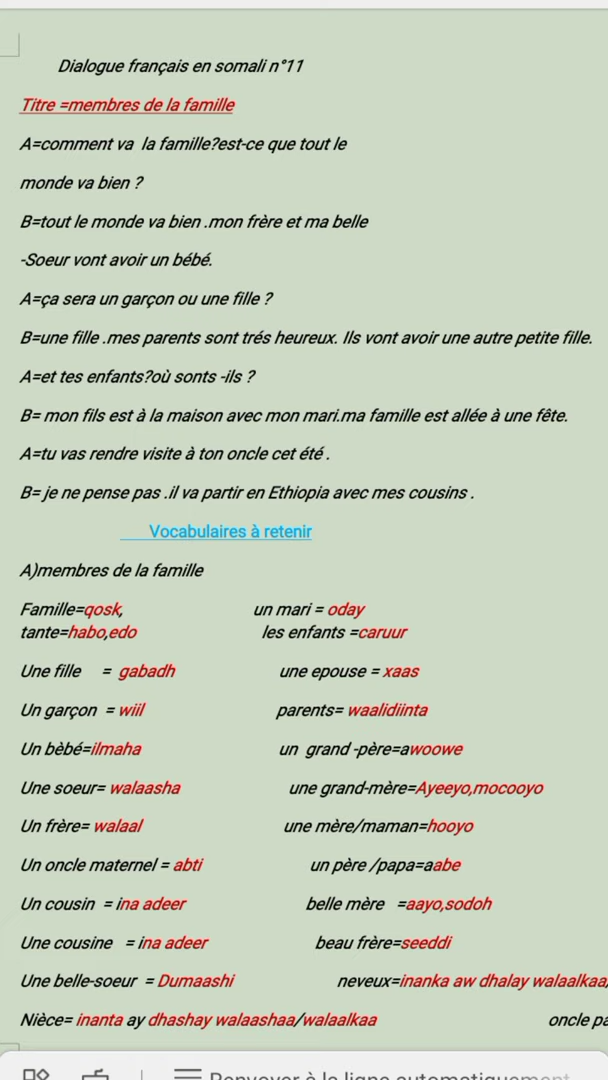 Dialogue français en somali n°11
Titre =membres de la famille
A=comment va la famille?est-ce que tout le
monde va bien ?
B=tout le monde va bien .mon frère et ma belle
-Soeur vont avoir un bébé.
A=ça sera un garçon ou une fille ?
B=une fille .mes parents sont trés heureux. Ils vont avoir une autre petite fille.
A=et tes enfants?où sonts -ils ?
B= mon fils est à la maison avec mon mari.ma famille est allée à une fête.
A=tu vas rendre visite à ton oncle cet été .
B= je ne pense pas .il va partir en Ethiopia avec mes cousins .
Vocabulaires à retenir
A)membres de la famille
Famille=qosk, un mari = oday
tante=habo,edo les enfants =caruur
Une fille = gabadh une epouse = xaas
Un garçon = wiil parents= waalidiinta
Un bèbé=ilmaha un grand -père=awoowe
Une soeur= walaasha une grand-mère=Ayeeyo,mocooyo
Un frère= walaal une mère/maman=hooyo
Un oncle maternel = abti un père /papa=aabe
Un cousin = ina adeer belle mère =aayo,sodoh
Une cousine = ina adeer beau frère=seeddi
Une belle-soeur = Dumaashi neveux=inanka aw dhalay walaalkaa,
Nièce= inanta ay dhashay walaashaa/walaalkaa oncle pa
Renvoyer à la ligne automatiquement